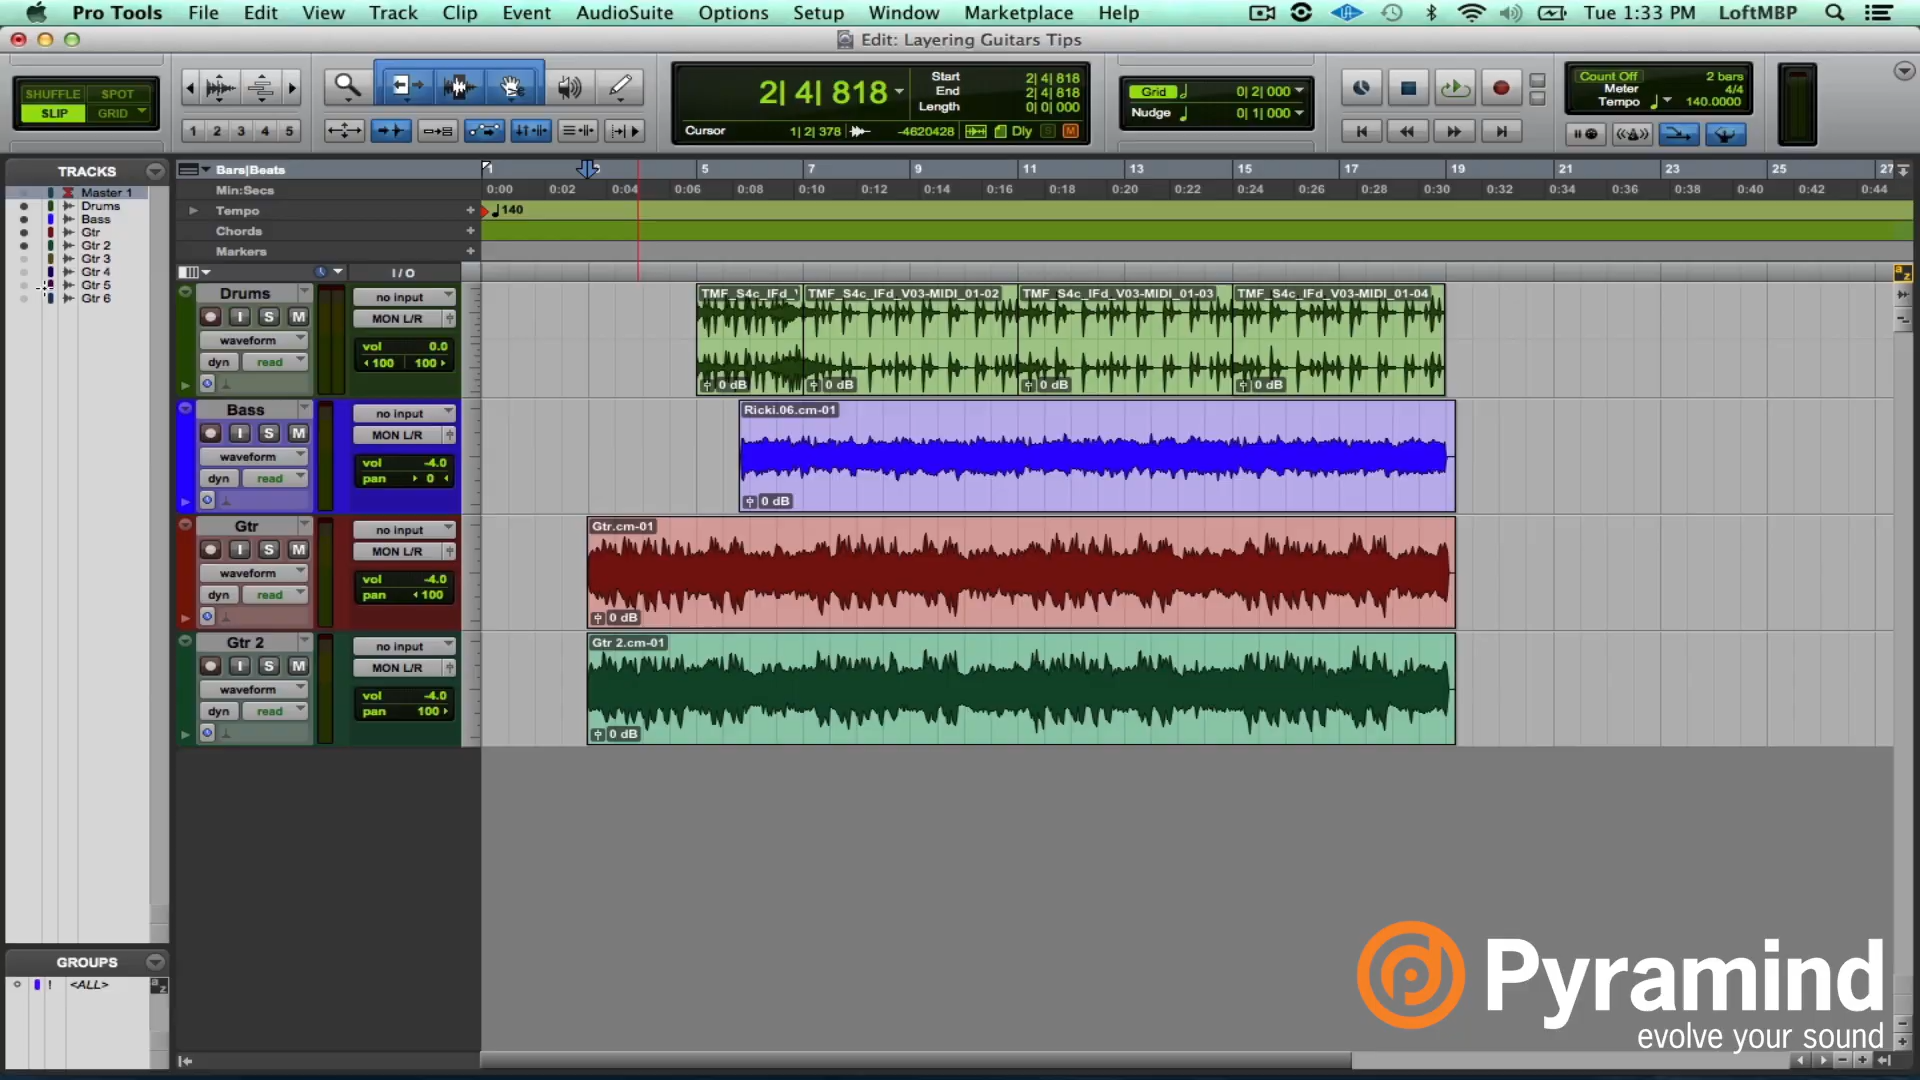 Pro Tools File Edit View Track Clip Event AudioSuite Options Setup Window Marketplace Help Tue 1:33 PM LoftMBP
Edit: Layering Guitars Tips
SHUFFLE SPOT
SLIP GRID
1 2 3 4 5
2| 4| 818
Start 2| 4| 818
End 2| 4| 818
Length 0| 0| 000
Cursor 1| 2| 378 -4620428 Dly S M
Grid 0| 2| 000
Nudge 0| 1| 000
Count Off 2 bars
Meter 4/4
Tempo 140.0000
TRACKS
Master 1
Drums
Bass
Gtr
Gtr 2
Gtr 3
Gtr 4
Gtr 5
Gtr 6
GROUPS
! <ALL> a z
Bars|Beats 1 5 7 9 11 13 15 17 19 21 23 25 27
Min:Secs 0:00 0:02 0:04 0:06 0:08 0:10 0:12 0:14 0:16 0:18 0:20 0:22 0:24 0:26 0:28 0:30 0:32 0:34 0:36 0:38 0:40 0:42 0:44
Tempo + 140
Chords +
Markers +
I / O
a z
Drums no input
I S M MON L/R
waveform vol 0.0
dyn read 100 100
TMF_S4c_IFd_V TMF_S4c_IFd_V03-MIDI_01-02 TMF_S4c_IFd_V03-MIDI_01-03 TMF_S4c_IFd_V03-MIDI_01-04
0 dB 0 dB 0 dB 0 dB
Bass no input
I S M MON L/R
waveform vol -4.0
dyn read pan 0
Ricki.06.cm-01
0 dB
Gtr no input
I S M MON L/R
waveform vol -4.0
dyn read pan 100
Gtr.cm-01
0 dB
Gtr 2 no input
I S M MON L/R
waveform vol -4.0
dyn read pan 100
Gtr 2.cm-01
0 dB
Pyramind
evolve your sound